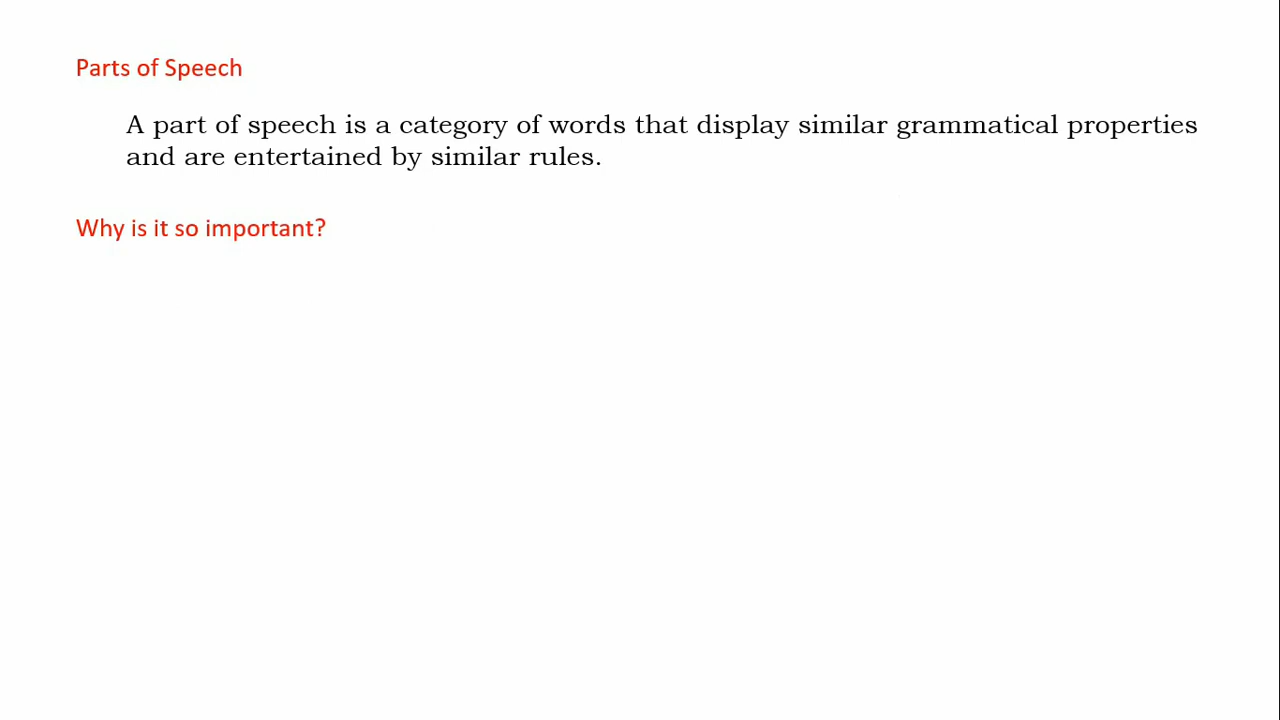 Parts of Speech
A part of speech is a category of words that display similar grammatical properties
and are entertained by similar rules.
Why is it so important?